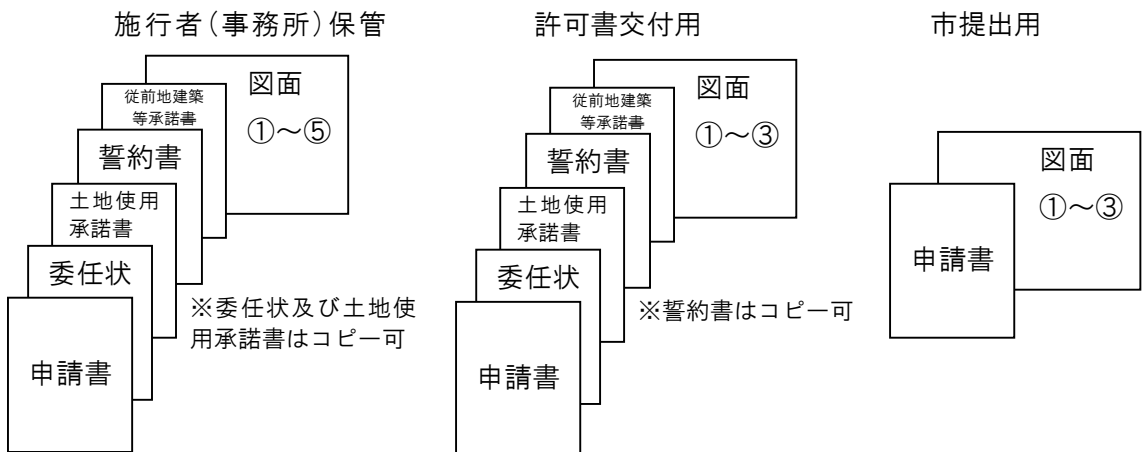 施行者（事務所）保管
図面
①～⑤
従前地建築
等承諾書
誓約書
土地使用
承諾書
委任状
申請書
※委任状及び土地使
用承諾書はコピー可
許可書交付用
図面
①～③
従前地建築
等承諾書
誓約書
土地使用
承諾書
委任状
申請書
※誓約書はコピー可
市提出用
図面
①～③
申請書